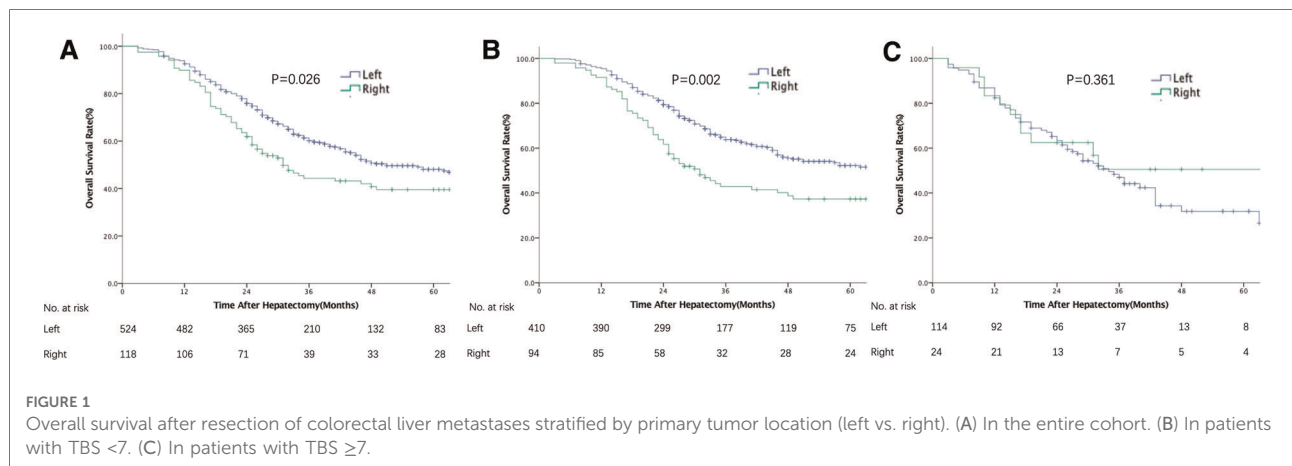 A
B
C
100.0
80.0
60.0
40.0
20.0
0.0
Overall Survival Rate(%)
P=0.026
Left
Right
0 12 24 36 48 60
Time After Hepatectomy(Months)
No. at risk
Left 524 482 365 210 132 83
Right 118 106 71 39 33 28
100.0
80.0
60.0
40.0
20.0
0.0
Overall Survival Rate(%)
P=0.002
Left
Right
0 12 24 36 48 60
Time After Hepatectomy(Months)
No. at risk
Left 410 390 299 177 119 75
Right 94 85 58 32 28 24
100.0
80.0
60.0
40.0
20.0
0.0
Overall Survival Rate(%)
P=0.361
Left
Right
0 12 24 36 48 60
Time After Hepatectomy(Months)
No. at risk
Left 114 92 66 37 13 8
Right 24 21 13 7 5 4
FIGURE 1
Overall survival after resection of colorectal liver metastases stratified by primary tumor location (left vs. right). (A) In the entire cohort. (B) In patients
with TBS <7. (C) In patients with TBS ≥7.